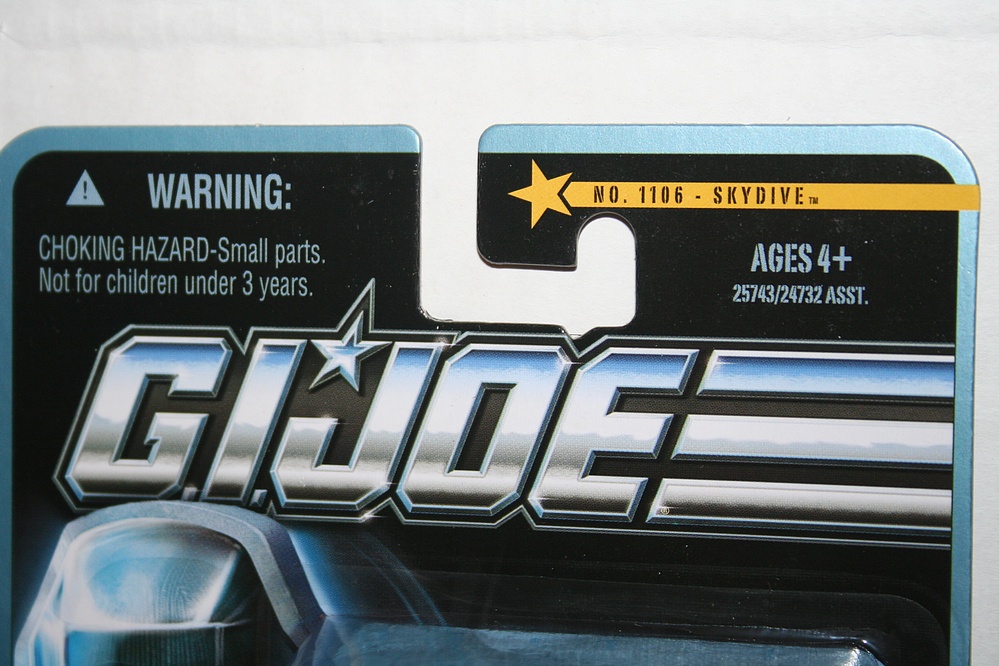 WARNING:
CHOKING HAZARD-Small parts.
Not for children under 3 years.
NO. 1106 - SKYDIVE™
AGES 4+
25743/24732 ASST.
G.I.JOE®